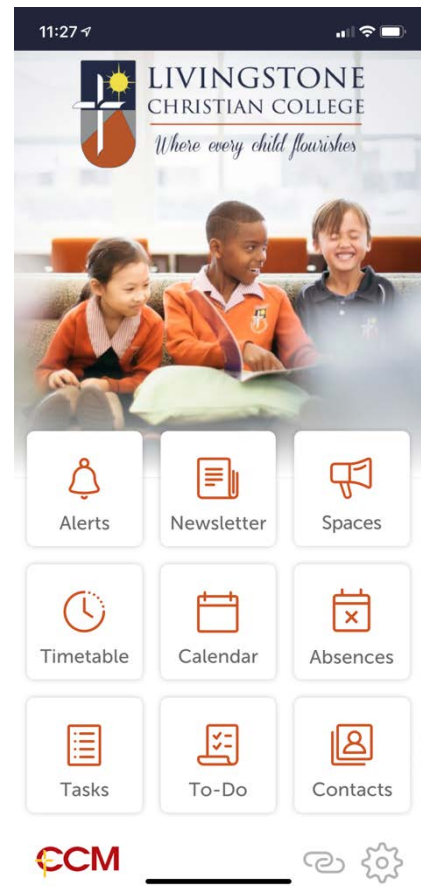 11:27
LIVINGSTONE
CHRISTIAN COLLEGE
Where every child flourishes
Alerts
Newsletter
Spaces
Timetable
Calendar
Absences
Tasks
To-Do
Contacts
CCM